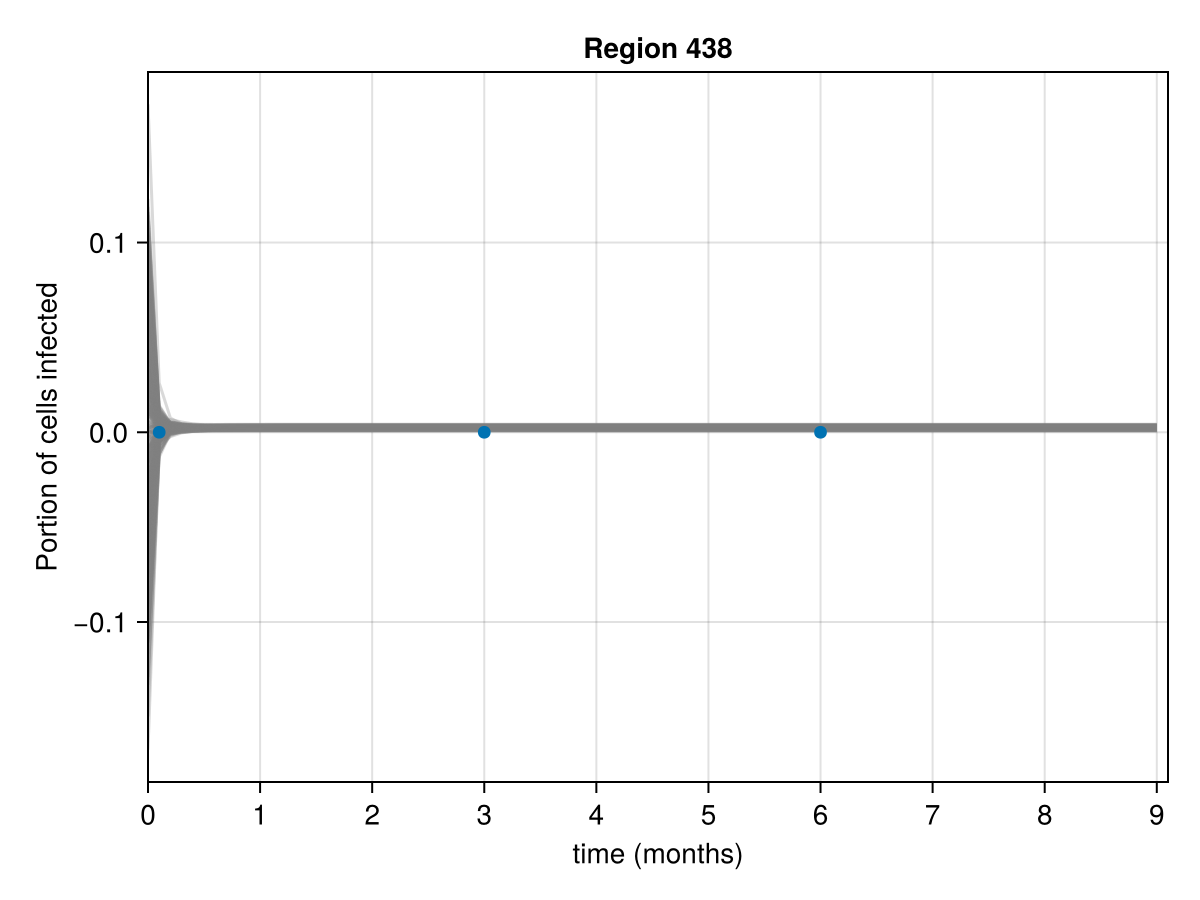 Region 438
Portion of cells infected
0.1
0.0
−0.1
0 1 2 3 4 5 6 7 8 9
time (months)